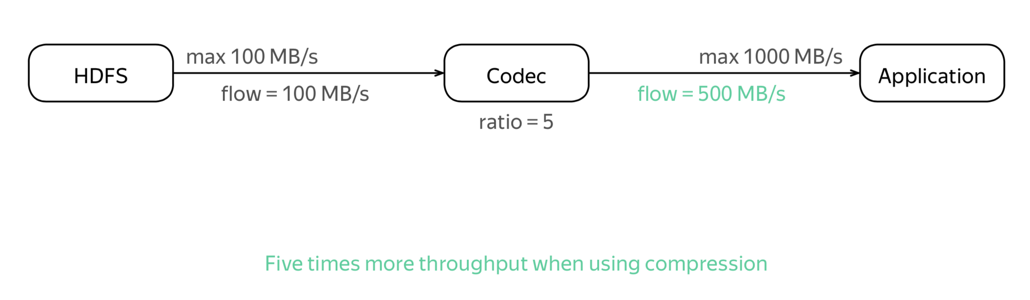 max 100 MB/s
max 1000 MB/s
HDFS
Codec
Application
flow = 100 MB/s
flow = 500 MB/s
ratio = 5
Five times more throughput when using compression